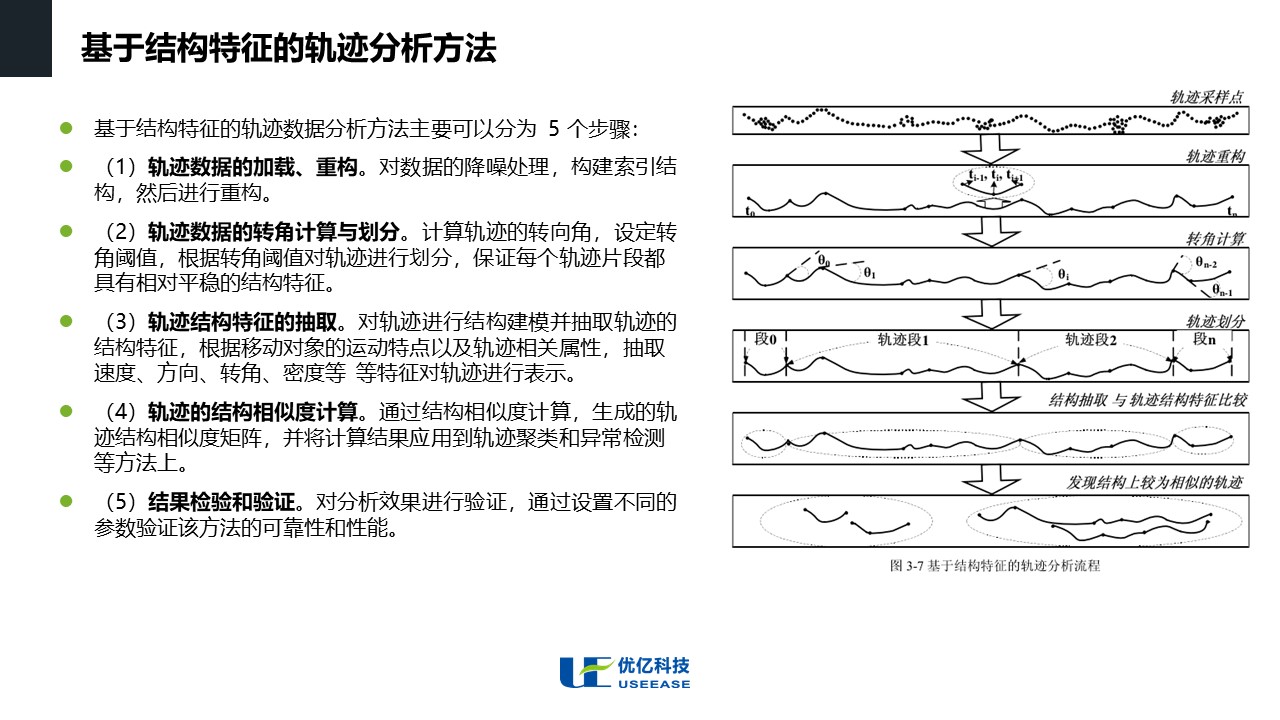 基于结构特征的轨迹分析方法
基于结构特征的轨迹数据分析方法主要可以分为 5 个步骤：
（1）轨迹数据的加载、重构。对数据的降噪处理，构建索引结
构，然后进行重构。
（2）轨迹数据的转角计算与划分。计算轨迹的转向角，设定转
角阈值，根据转角阈值对轨迹进行划分，保证每个轨迹片段都
具有相对平稳的结构特征。
（3）轨迹结构特征的抽取。对轨迹进行结构建模并抽取轨迹的
结构特征，根据移动对象的运动特点以及轨迹相关属性，抽取
速度、方向、转角、密度等 等特征对轨迹进行表示。
（4）轨迹的结构相似度计算。通过结构相似度计算，生成的轨
迹结构相似度矩阵，并将计算结果应用到轨迹聚类和异常检测
等方法上。
（5）结果检验和验证。对分析效果进行验证，通过设置不同的
参数验证该方法的可靠性和性能。
轨迹采样点
轨迹重构
ti-1, ti, ti+1
t0 tn
转角计算
θ0 θ1 θi θn-2
θn-1
轨迹划分
段0 轨迹段1 轨迹段2 段n
结构抽取 与 轨迹结构特征比较
发现结构上较为相似的轨迹
图 3-7 基于结构特征的轨迹分析流程
优亿科技
USEEASE